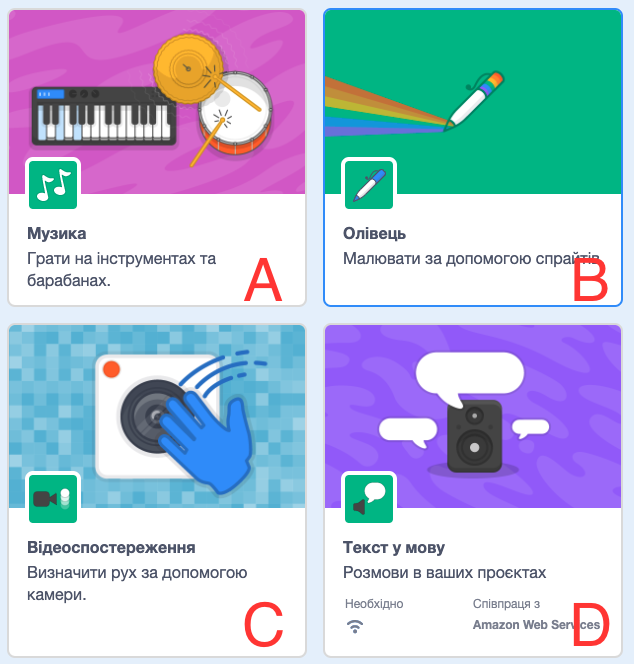 Музика
Грати на інструментах та
барабанах.
A
Олівець
Малювати за допомогою спрайтів
B
Відеоспостереження
Визначити рух за допомогою
камери.
C
Текст у мову
Розмови в ваших проєктах
Необхідно
Співпраця з
Amazon Web Services
D